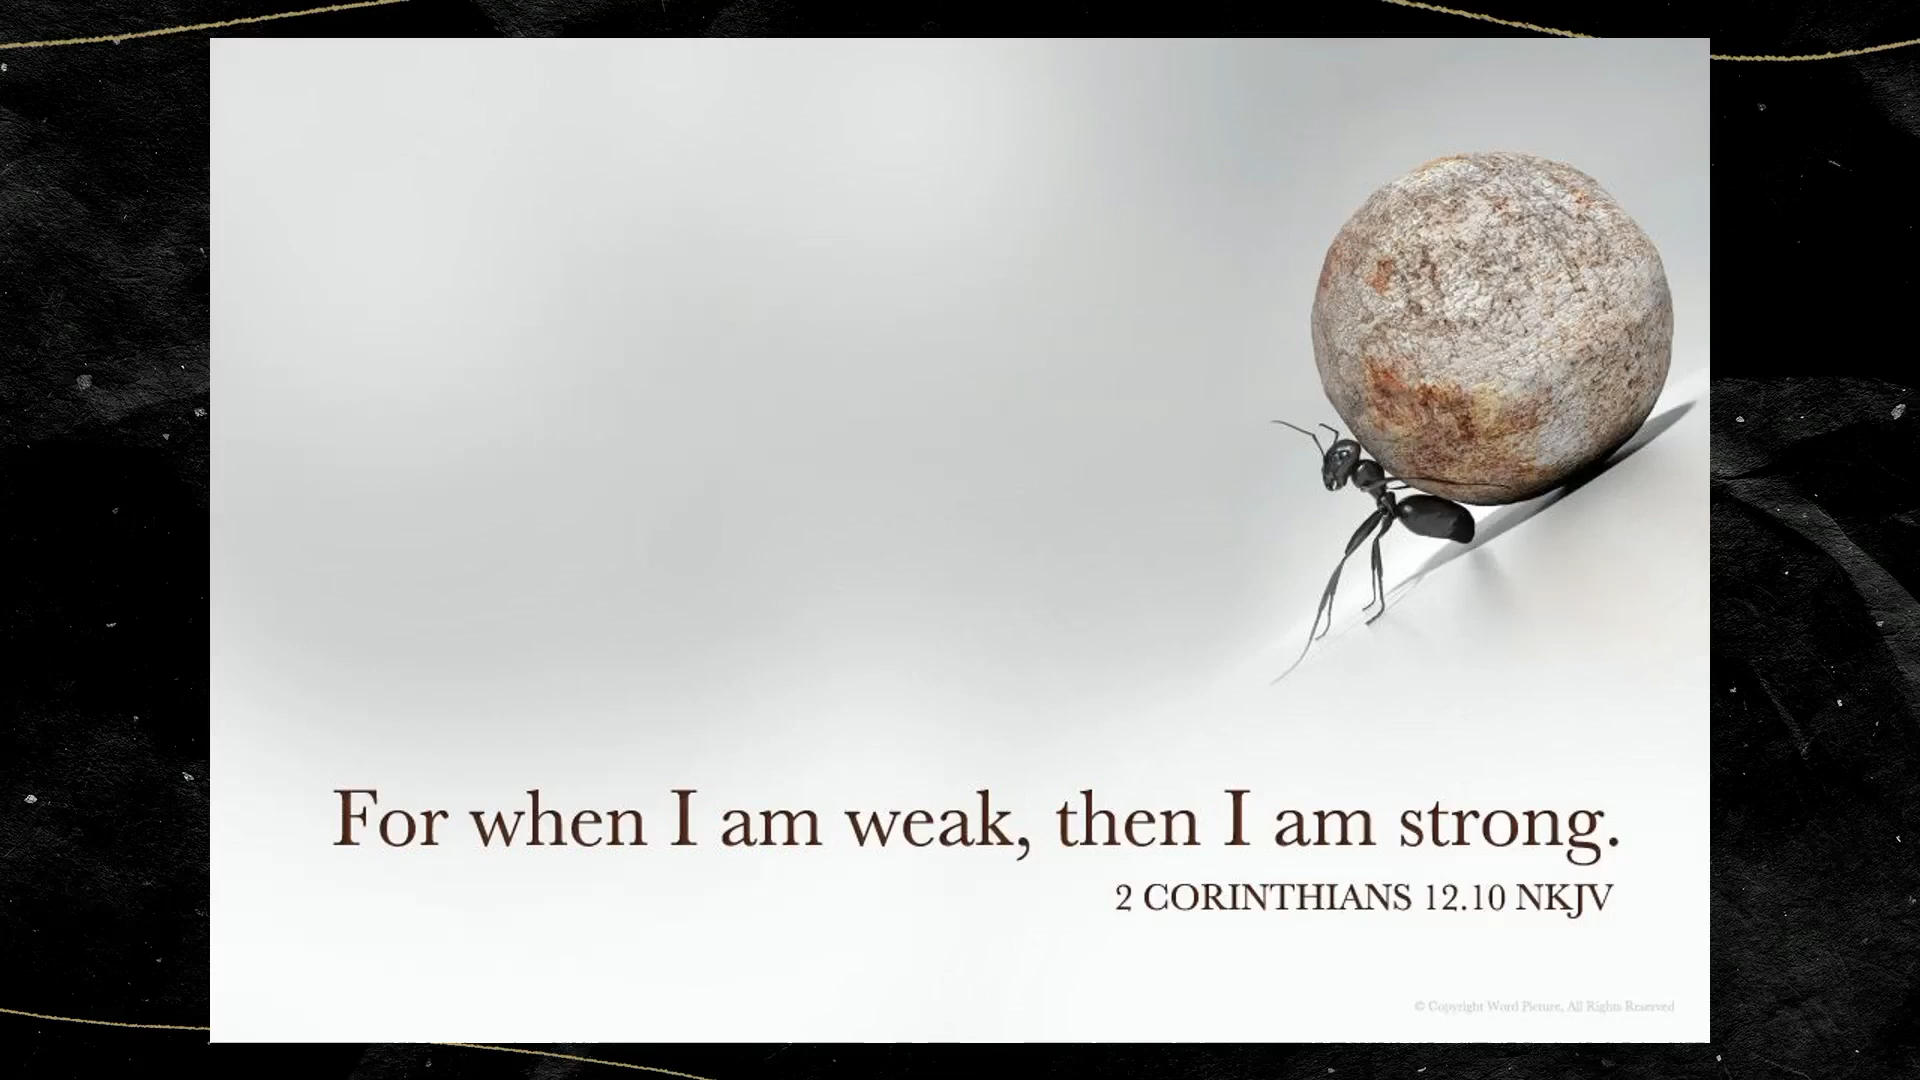 For when I am weak, then I am strong.
2 CORINTHIANS 12.10 NKJV
© Copyright Word Picture, All Rights Reserved